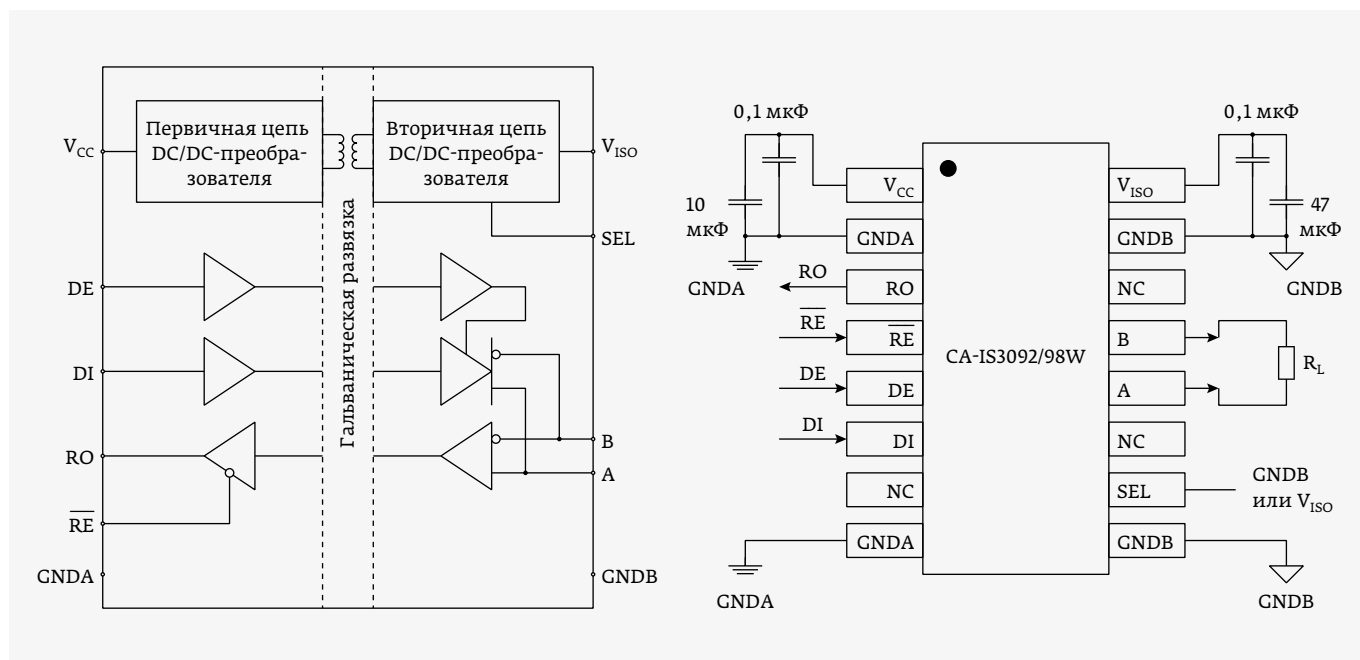 Первичная цепь
DC/DC-преобра-
зователя
Вторичная цепь
DC/DC-преобра-
зователя
V_CC
V_ISO
SEL
Гальваническая развязка
DE
DI
RO
RE
GNDA
B
A
GNDB
0,1 мкФ
10
мкФ
GNDA
RO
RE
DE
DI
GNDA
V_CC
GNDA
RO
RE
DE
DI
NC
GNDA
CA-IS3092/98W
V_ISO
GNDB
NC
B
A
NC
SEL
GNDB
0,1 мкФ
47
мкФ
GNDB
R_L
GNDB
или V_ISO
GNDB